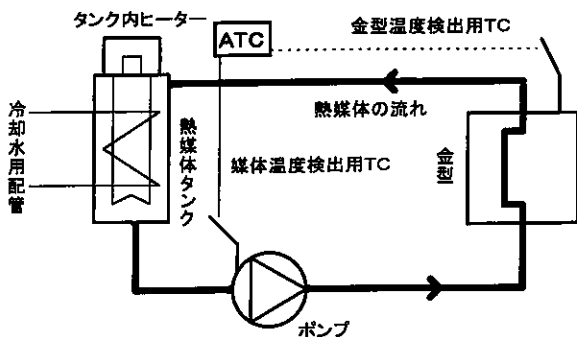 タンク内ヒーター
ATC
金型温度検出用TC
熱媒体の流れ
冷却水用配管
熱媒体タンク
媒体温度検出用TC
金型
ポンプ